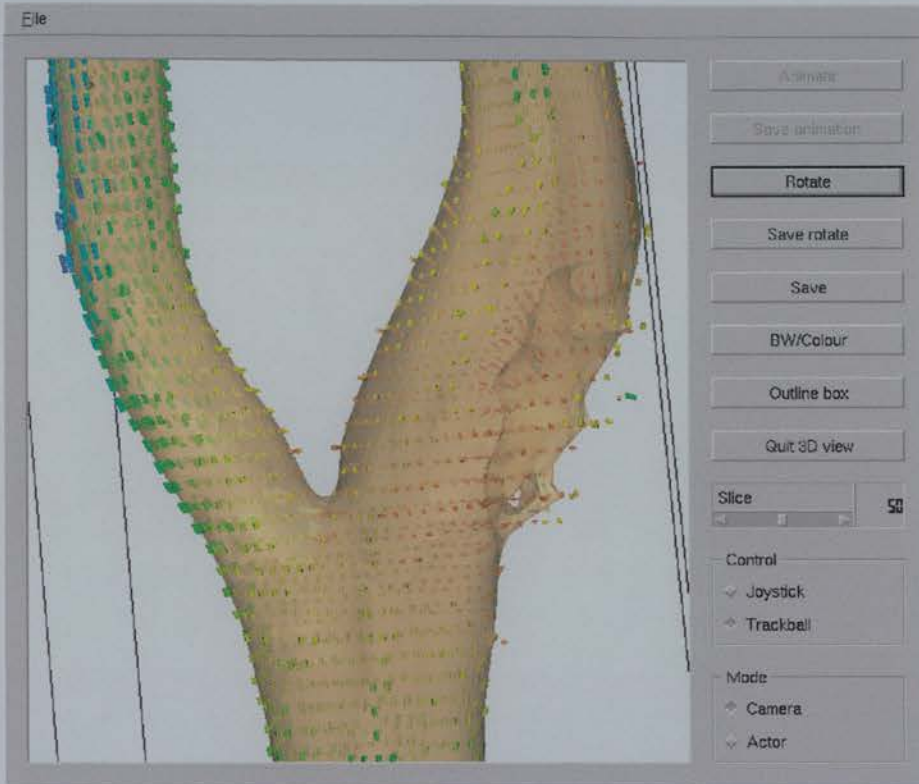 File
Animate
Save animation
Rotate
Save rotate
Save
BW/Colour
Outline box
Quit 3D view
Slice
50
Control
Joystick
Trackball
Mode
Camera
Actor